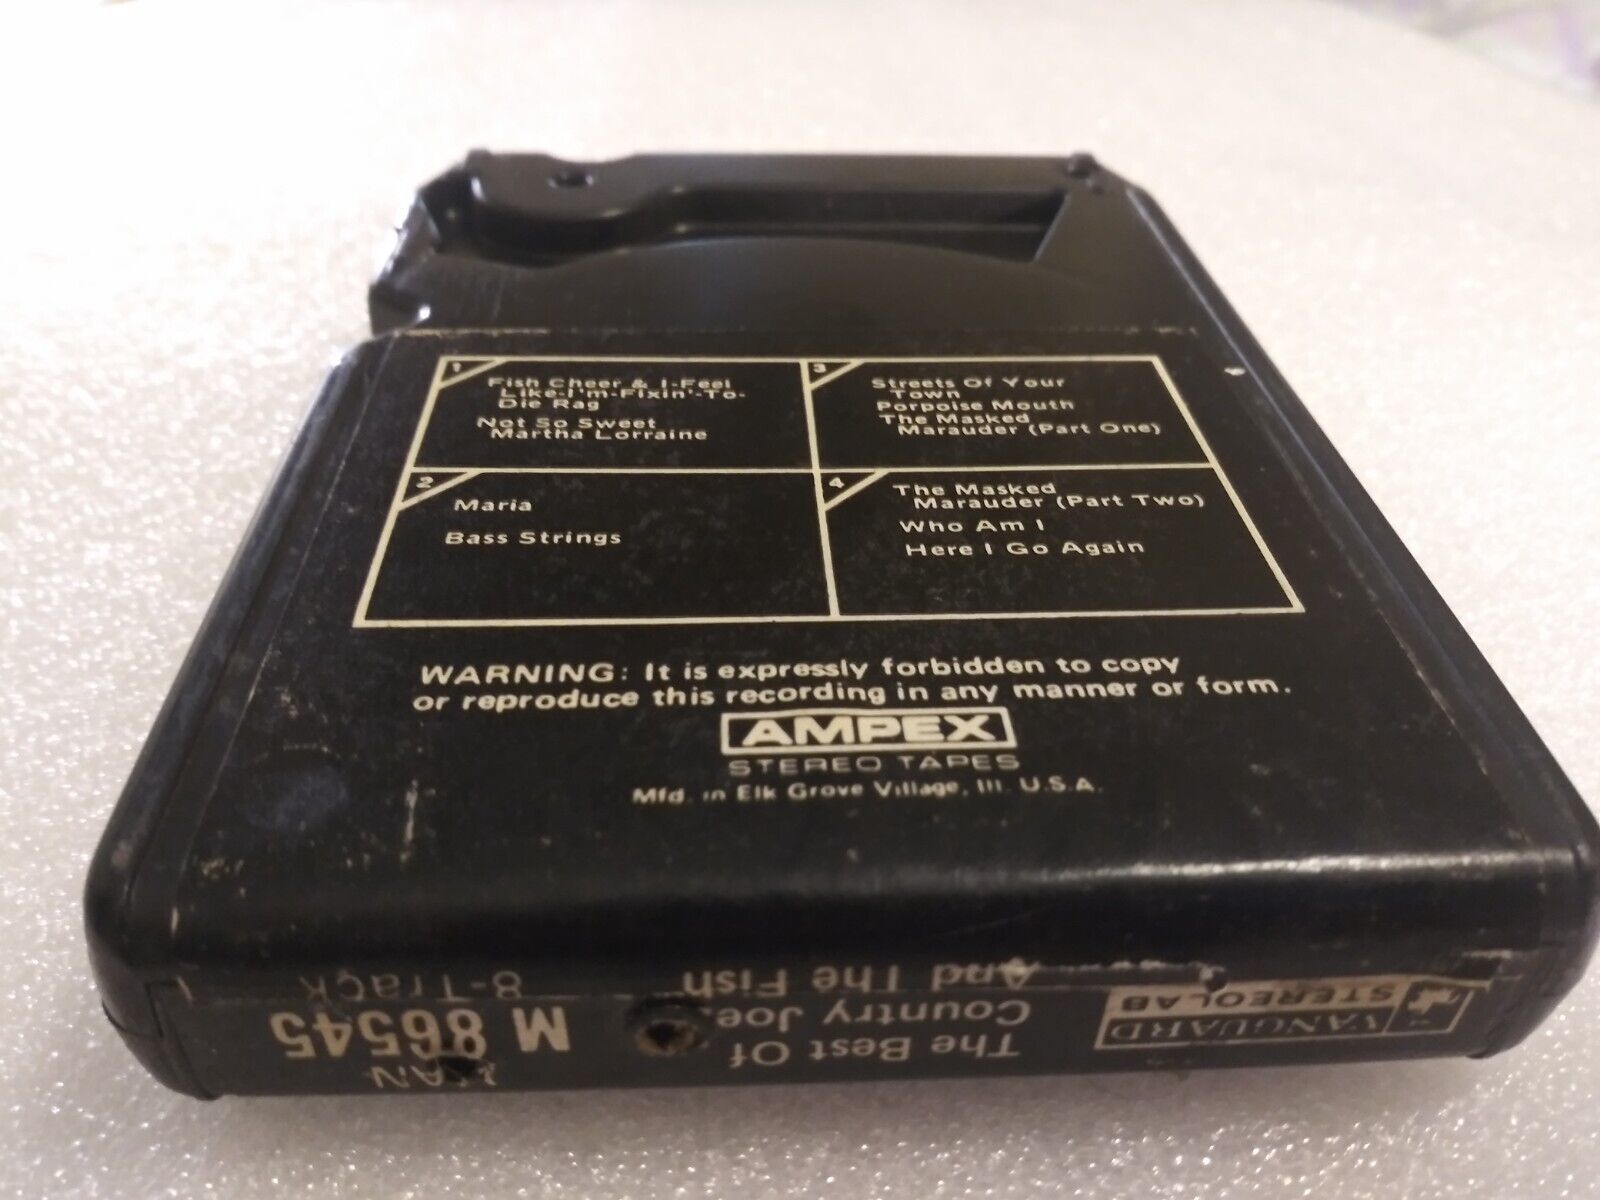 1
Fish Cheer & I-Feel
Like-I'm-Fixin'-To-
Die Rag
Not So Sweet
Martha Lorraine
2
Maria
Bass Strings
3
Streets Of Your
Town
Porpoise Mouth
The Masked
Marauder (Part One)
4
The Masked
Marauder (Part Two)
Who Am I
Here I Go Again
WARNING: It is expressly forbidden to copy
or reproduce this recording in any manner or form.
AMPEX
STEREO TAPES
Mfd. in Elk Grove Village, Ill. U.S.A.
VANGUARD
STEREOLAB
The Best Of
Country Joe
And The Fish
M 86545
8-Track